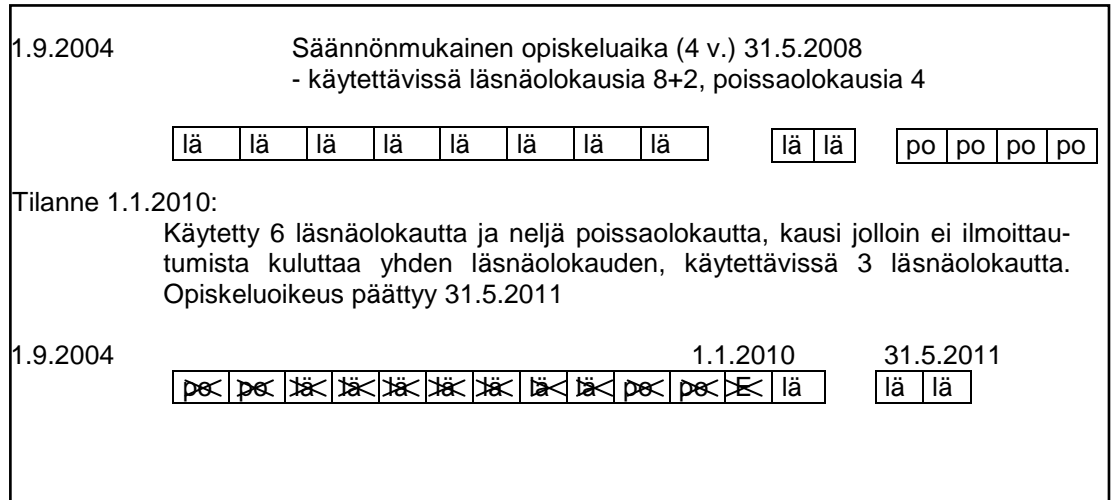 1.9.2004 Säännönmukainen opiskeluaika (4 v.) 31.5.2008
- käytettävissä läsnäolokausia 8+2, poissaolokausia 4
lä lä lä lä lä lä lä lä lä lä po po po po
Tilanne 1.1.2010:
Käytetty 6 läsnäolokautta ja neljä poissaolokautta, kausi jolloin ei ilmoittau-
tumista kuluttaa yhden läsnäolokauden, käytettävissä 3 läsnäolokautta.
Opiskeluoikeus päättyy 31.5.2011
1.9.2004 1.1.2010 31.5.2011
po po lä lä lä lä lä lä lä po po E lä lä lä